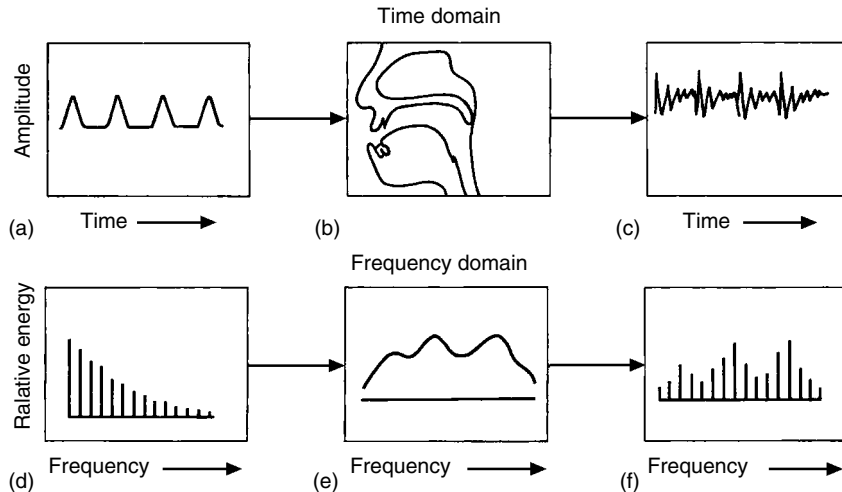 Time domain
Amplitude
(a) Time
(b)
(c) Time
Frequency domain
Ralative energy
(d) Frequency
(e) Frequency
(f) Frequency